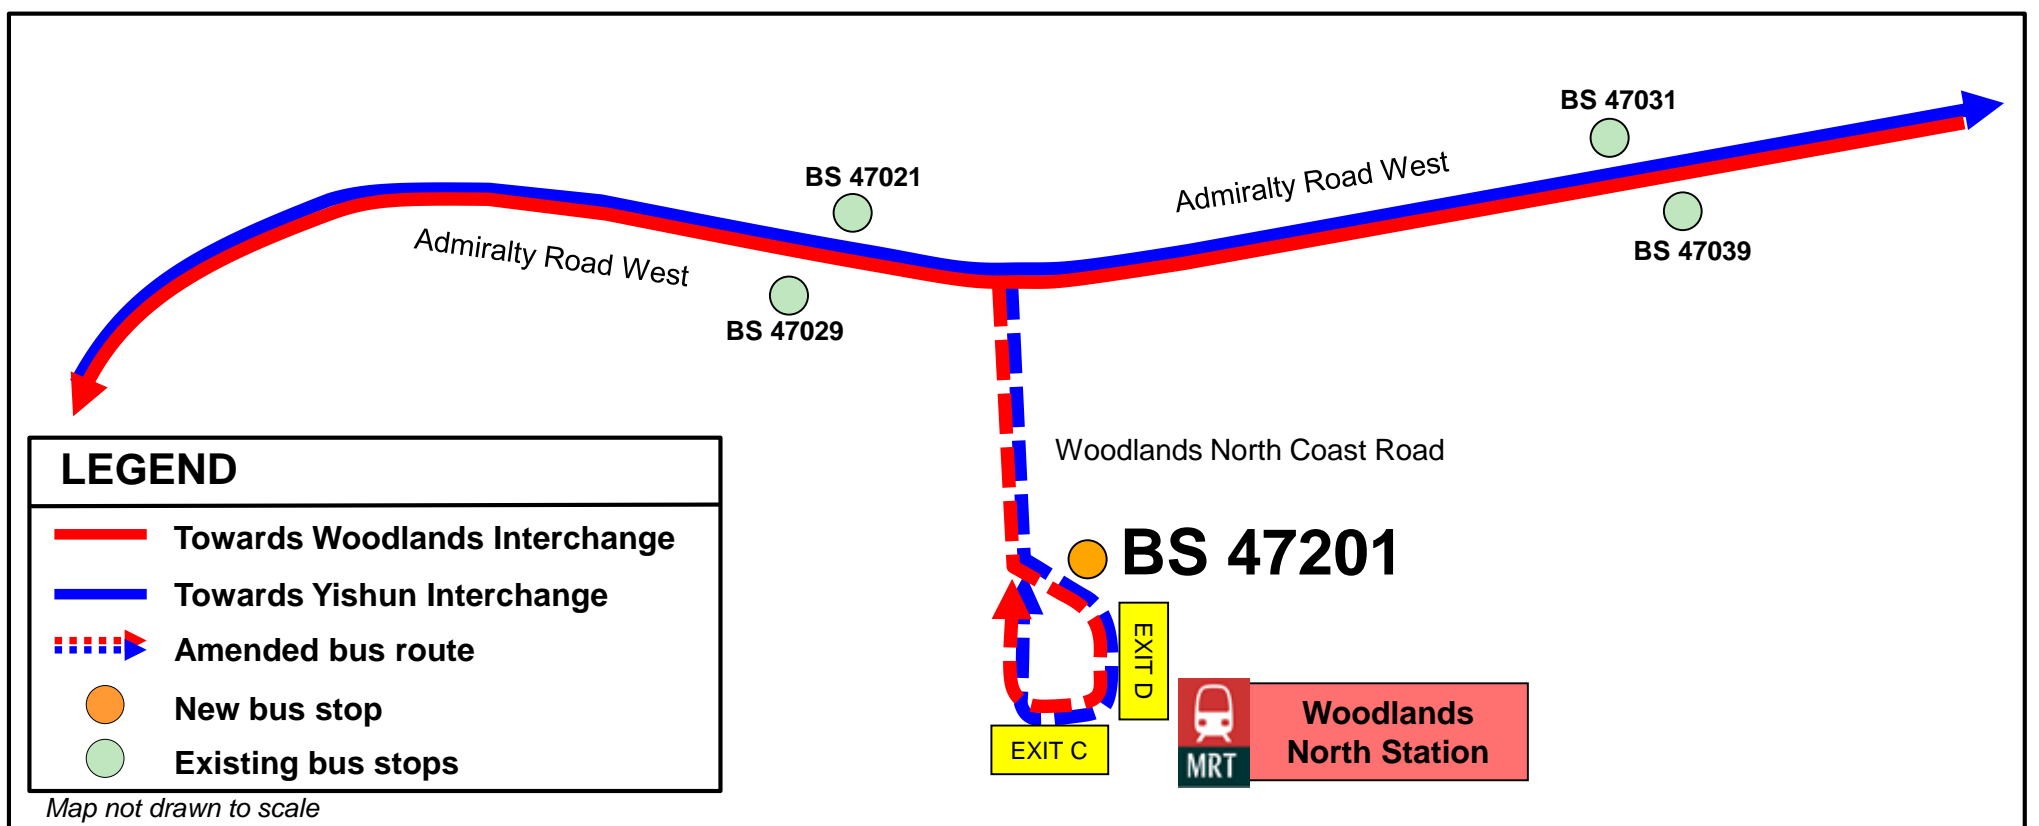 BS 47031
BS 47021
Admiralty Road West
Admiralty Road West
BS 47039
BS 47029
Woodlands North Coast Road
LEGEND
Towards Woodlands Interchange
Towards Yishun Interchange
Amended bus route
New bus stop
Existing bus stops
BS 47201
EXIT D
EXIT C
MRT
Woodlands
North Station
Map not drawn to scale